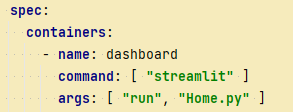 spec:
  containers:
    - name: dashboard
      command: [ "streamlit" ]
      args: [ "run", "Home.py" ]